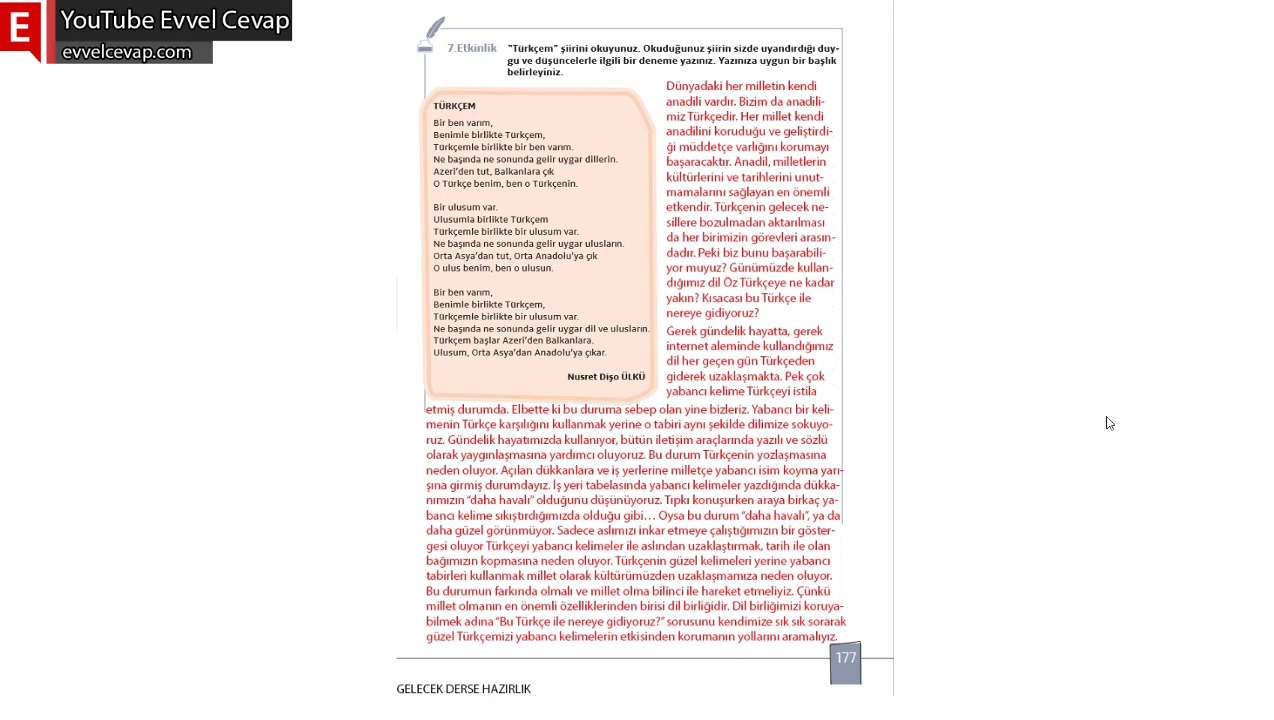 YouTube Evvel Cevap
evvelcevap.com
E
7.Etkinlik
"Türkçem" şiirini okuyunuz. Okuduğunuz şiirin sizde uyandırdığı duy-
gu ve düşüncelerle ilgili bir deneme yazınız. Yazınıza uygun bir başlık
belirleyiniz.
TÜRKÇEM
Bir ben varım,
Benimle birlikte Türkçem,
Türkçemle birlikte bir ben varım.
Ne başında ne sonunda gelir uygar dillerin.
Azeri'den tut, Balkanlara çık
O Türkçe benim, ben o Türkçenin.
Bir ulusum var.
Ulusumla birlikte Türkçem
Türkçemle birlikte bir ulusum var.
Ne başında ne sonunda gelir uygar ulusların.
Orta Asya'dan tut, Orta Anadolu'ya çık
O ulus benim, ben o ulusun.
Bir ben varım,
Benimle birlikte Türkçem,
Türkçemle birlikte bir ulusum var.
Ne başında ne sonunda gelir uygar dil ve ulusların.
Türkçem başlar Azeri'den Balkanlara.
Ulusum, Orta Asya'dan Anadolu'ya çıkar.
Nusret Dişo ÜLKÜ
Dünyadaki her milletin kendi
anadili vardır. Bizim da anadili-
miz Türkçedir. Her millet kendi
anadilini koruduğu ve geliştirdi-
ği müddetçe varlığını korumayı
başaracaktır. Anadil, milletlerin
kültürlerini ve tarihlerini unut-
mamalarını sağlayan en önemli
etkendir. Türkçenin gelecek ne-
sillere bozulmadan aktarılması
da her birimizin görevleri arasın-
dadır. Peki biz bunu başarabili-
yor muyuz? Günümüzde kullan-
dığımız dil Öz Türkçeye ne kadar
yakın? Kısacası bu Türkçe ile
nereye gidiyoruz?
Gerek gündelik hayatta, gerek
internet aleminde kullandığımız
dil her geçen gün Türkçeden
giderek uzaklaşmakta. Pek çok
yabancı kelime Türkçeyi istila
etmiş durumda. Elbette ki bu duruma sebep olan yine bizleriz. Yabancı bir keli-
menin Türkçe karşılığını kullanmak yerine o tabiri aynı şekilde dilimize sokuyo-
ruz. Gündelik hayatımızda kullanıyor, bütün iletişim araçlarında yazılı ve sözlü
olarak yaygınlaşmasına yardımcı oluyoruz. Bu durum Türkçenin yozlaşmasına
neden oluyor. Açılan dükkanlara ve iş yerlerine milletçe yabancı isim koyma yarı-
şına girmiş durumdayız. İş yeri tabelasında yabancı kelimeler yazdığında dükka-
nımızın "daha havalı" olduğunu düşünüyoruz. Tıpkı konuşurken araya birkaç ya-
bancı kelime sıkıştırdığımızda olduğu gibi… Oysa bu durum "daha havalı", ya da
daha güzel görünmüyor. Sadece aslımızı inkar etmeye çalıştığımızın bir göster-
gesi oluyor Türkçeyi yabancı kelimeler ile aslından uzaklaştırmak, tarih ile olan
bağımızın kopmasına neden oluyor. Türkçenin güzel kelimeleri yerine yabancı
tabirleri kullanmak millet olarak kültürümüzden uzaklaşmamıza neden oluyor.
Bu durumun farkında olmalı ve millet olma bilinci ile hareket etmeliyiz. Çünkü
millet olmanın en önemli özelliklerinden birisi dil birliğidir. Dil birliğimizi koruya-
bilmek adına "Bu Türkçe ile nereye gidiyoruz?" sorusunu kendimize sık sık sorarak
güzel Türkçemizi yabancı kelimelerin etkisinden korumanın yollarını aramalıyız.
177
GELECEK DERSE HAZIRLIK